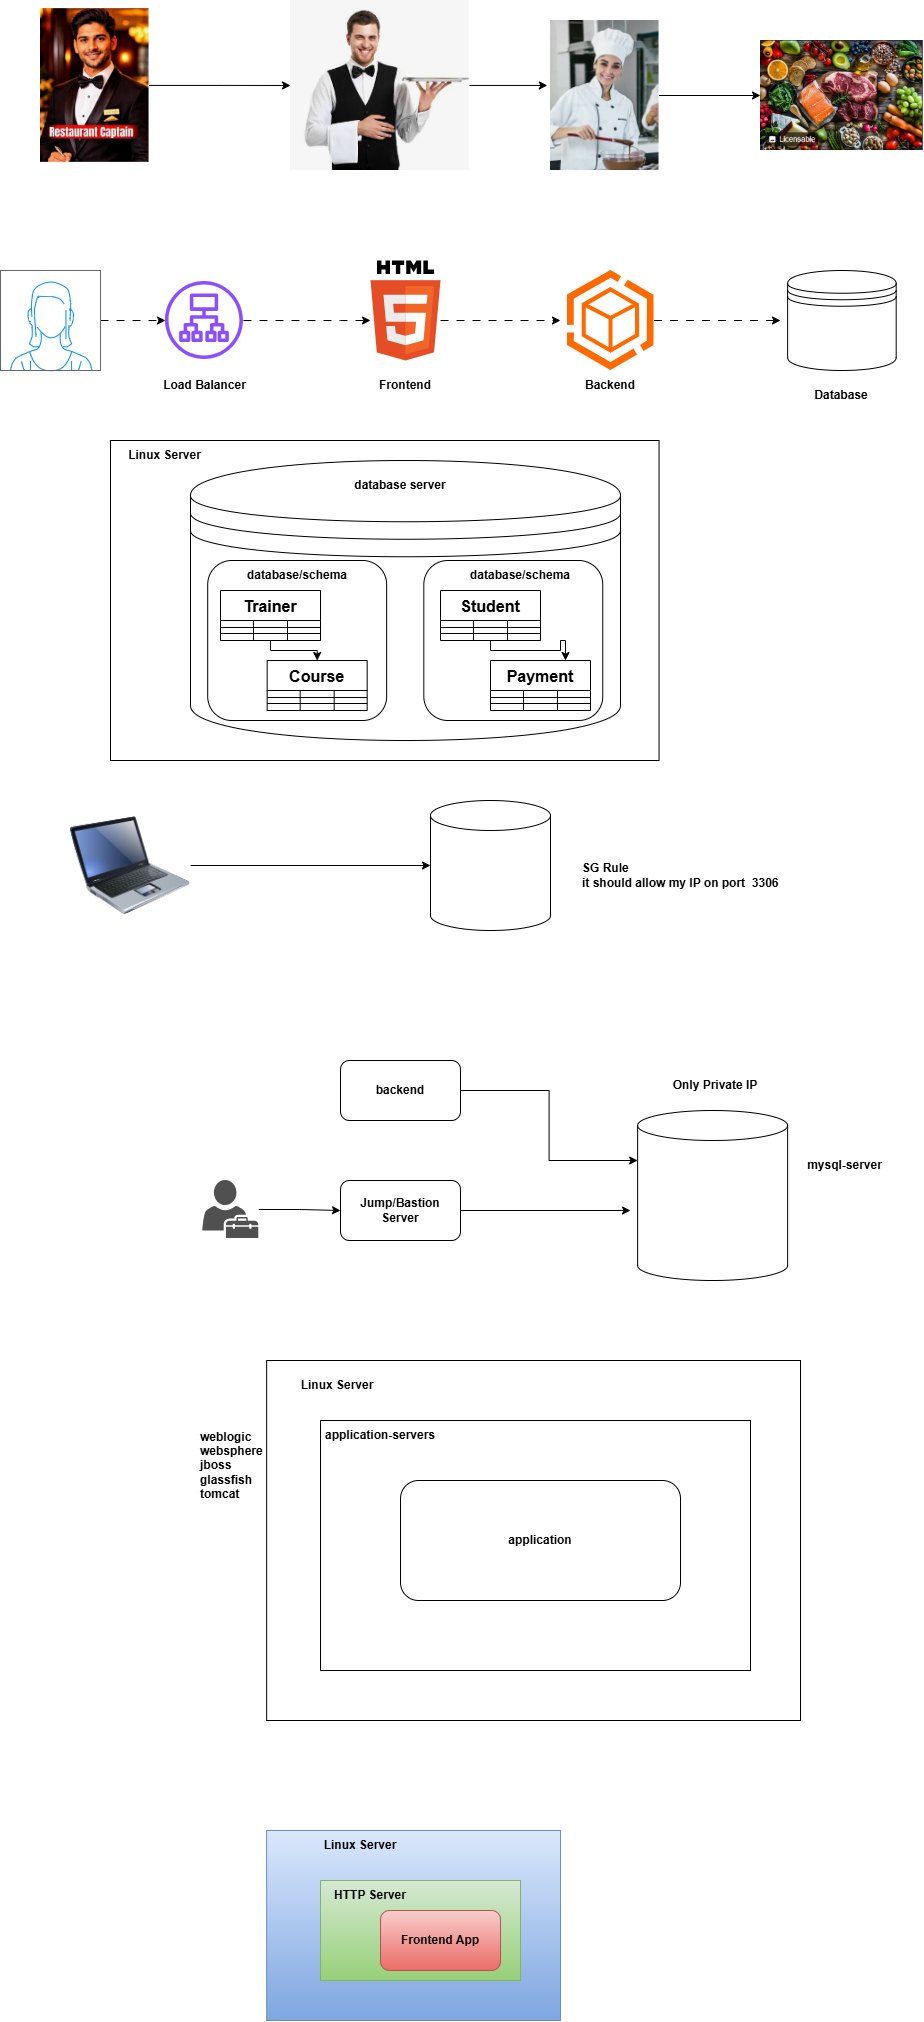 Restaurant Captain
Licensable
HTML
5
Load Balancer
Frontend
Backend
Database
Linux Server
database server
database/schema
database/schema
Trainer
Student
Course
Payment
SG Rule
it should allow my IP on port 3306
backend
Only Private IP
mysql-server
Jump/Bastion
Server
Linux Server
application-servers
weblogic
websphere
jboss
glassfish
tomcat
application
Linux Server
HTTP Server
Frontend App